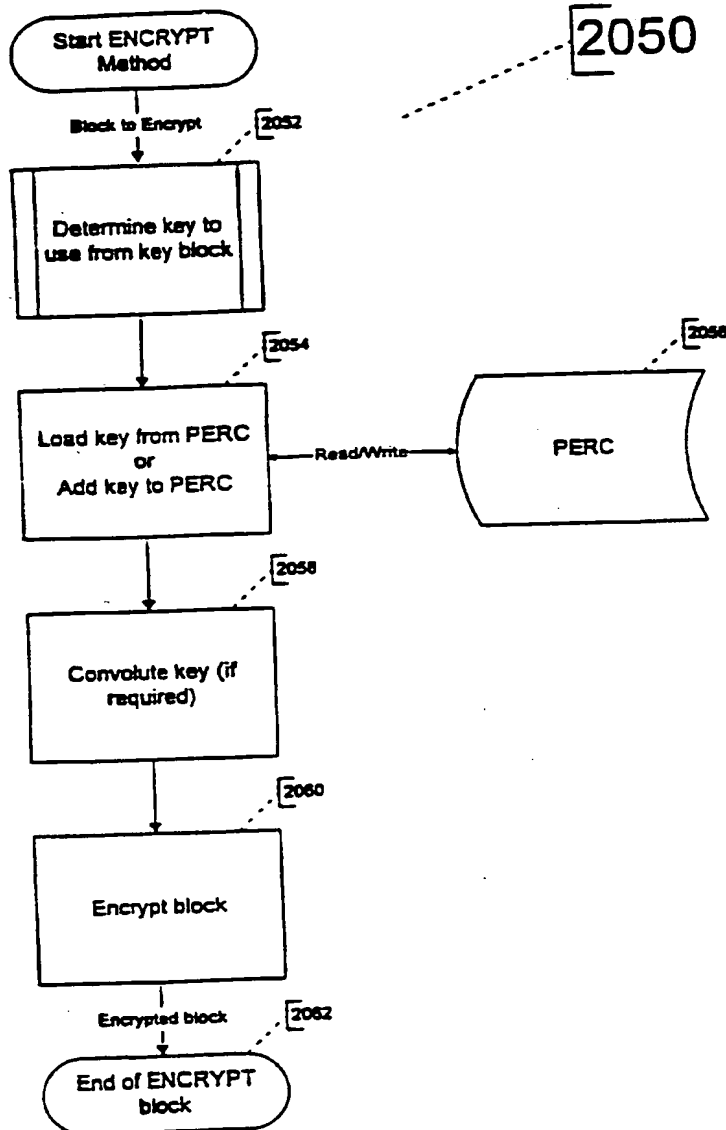 Start ENCRYPT
Method
2050
Block to Encrypt
2052
Determine key to
use from key block
2054
2056
Load key from PERC
or
Add key to PERC
Read/Write
PERC
2058
Convolute key (if
required)
2060
Encrypt block
Encrypted block
2062
End of ENCRYPT
block